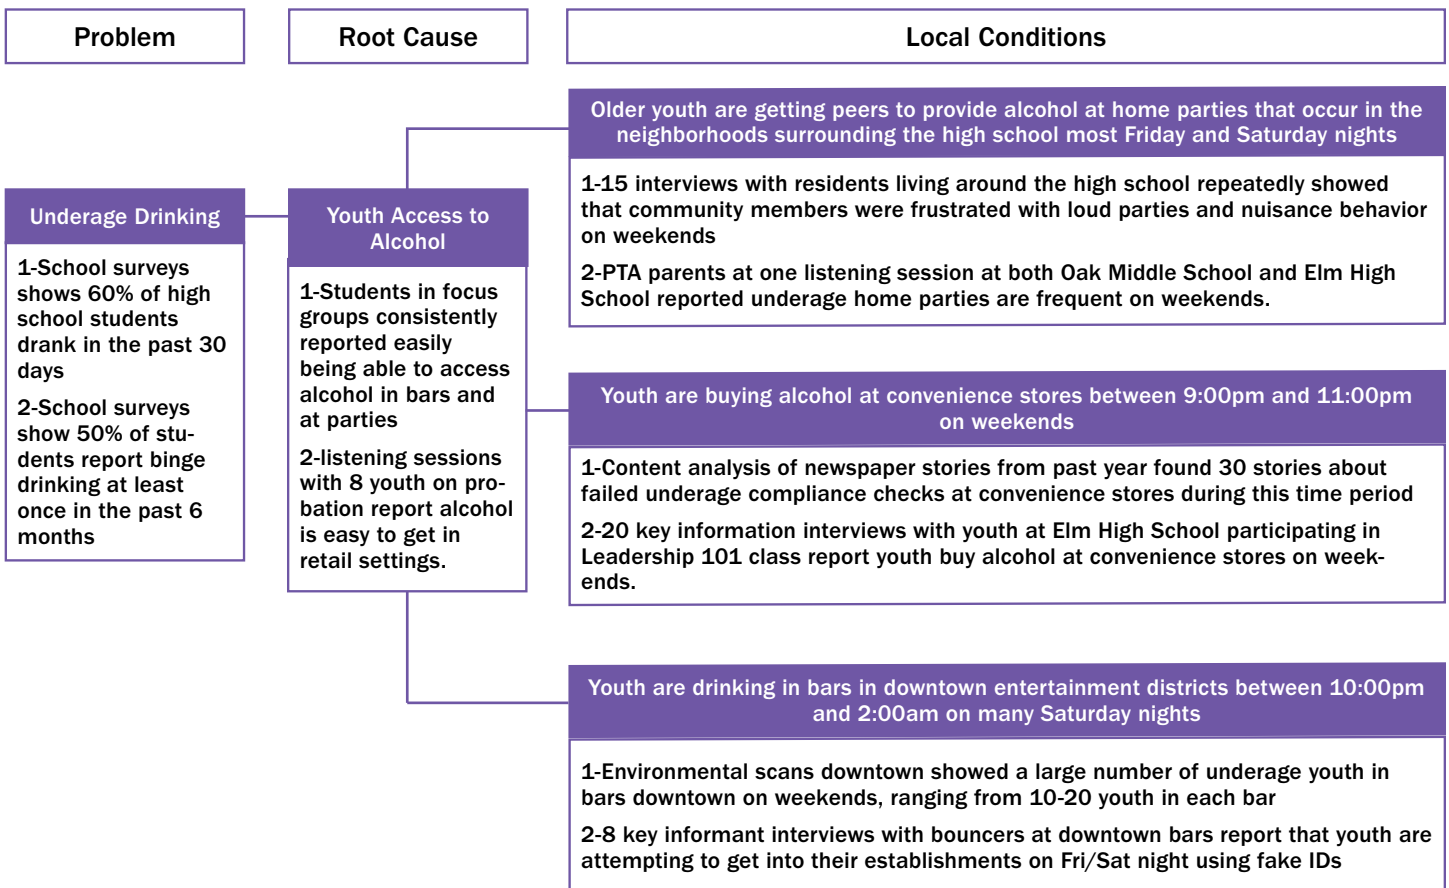 Problem
Root Cause
Local Conditions
Underage Drinking
1-School surveys
shows 60% of high
school students
drank in the past 30
days
2-School surveys
show 50% of stu-
dents report binge
drinking at least
once in the past 6
months
Youth Access to
Alcohol
1-Students in focus
groups consistently
reported easily
being able to access
alcohol in bars and
at parties
2-listening sessions
with 8 youth on pro-
bation report alcohol
is easy to get in
retail settings.
Older youth are getting peers to provide alcohol at home parties that occur in the
neighborhoods surrounding the high school most Friday and Saturday nights
1-15 interviews with residents living around the high school repeatedly showed
that community members were frustrated with loud parties and nuisance behavior
on weekends
2-PTA parents at one listening session at both Oak Middle School and Elm High
School reported underage home parties are frequent on weekends.
Youth are buying alcohol at convenience stores between 9:00pm and 11:00pm
on weekends
1-Content analysis of newspaper stories from past year found 30 stories about
failed underage compliance checks at convenience stores during this time period
2-20 key information interviews with youth at Elm High School participating in
Leadership 101 class report youth buy alcohol at convenience stores on week-
ends.
Youth are drinking in bars in downtown entertainment districts between 10:00pm
and 2:00am on many Saturday nights
1-Environmental scans downtown showed a large number of underage youth in
bars downtown on weekends, ranging from 10-20 youth in each bar
2-8 key informant interviews with bouncers at downtown bars report that youth are
attempting to get into their establishments on Fri/Sat night using fake IDs